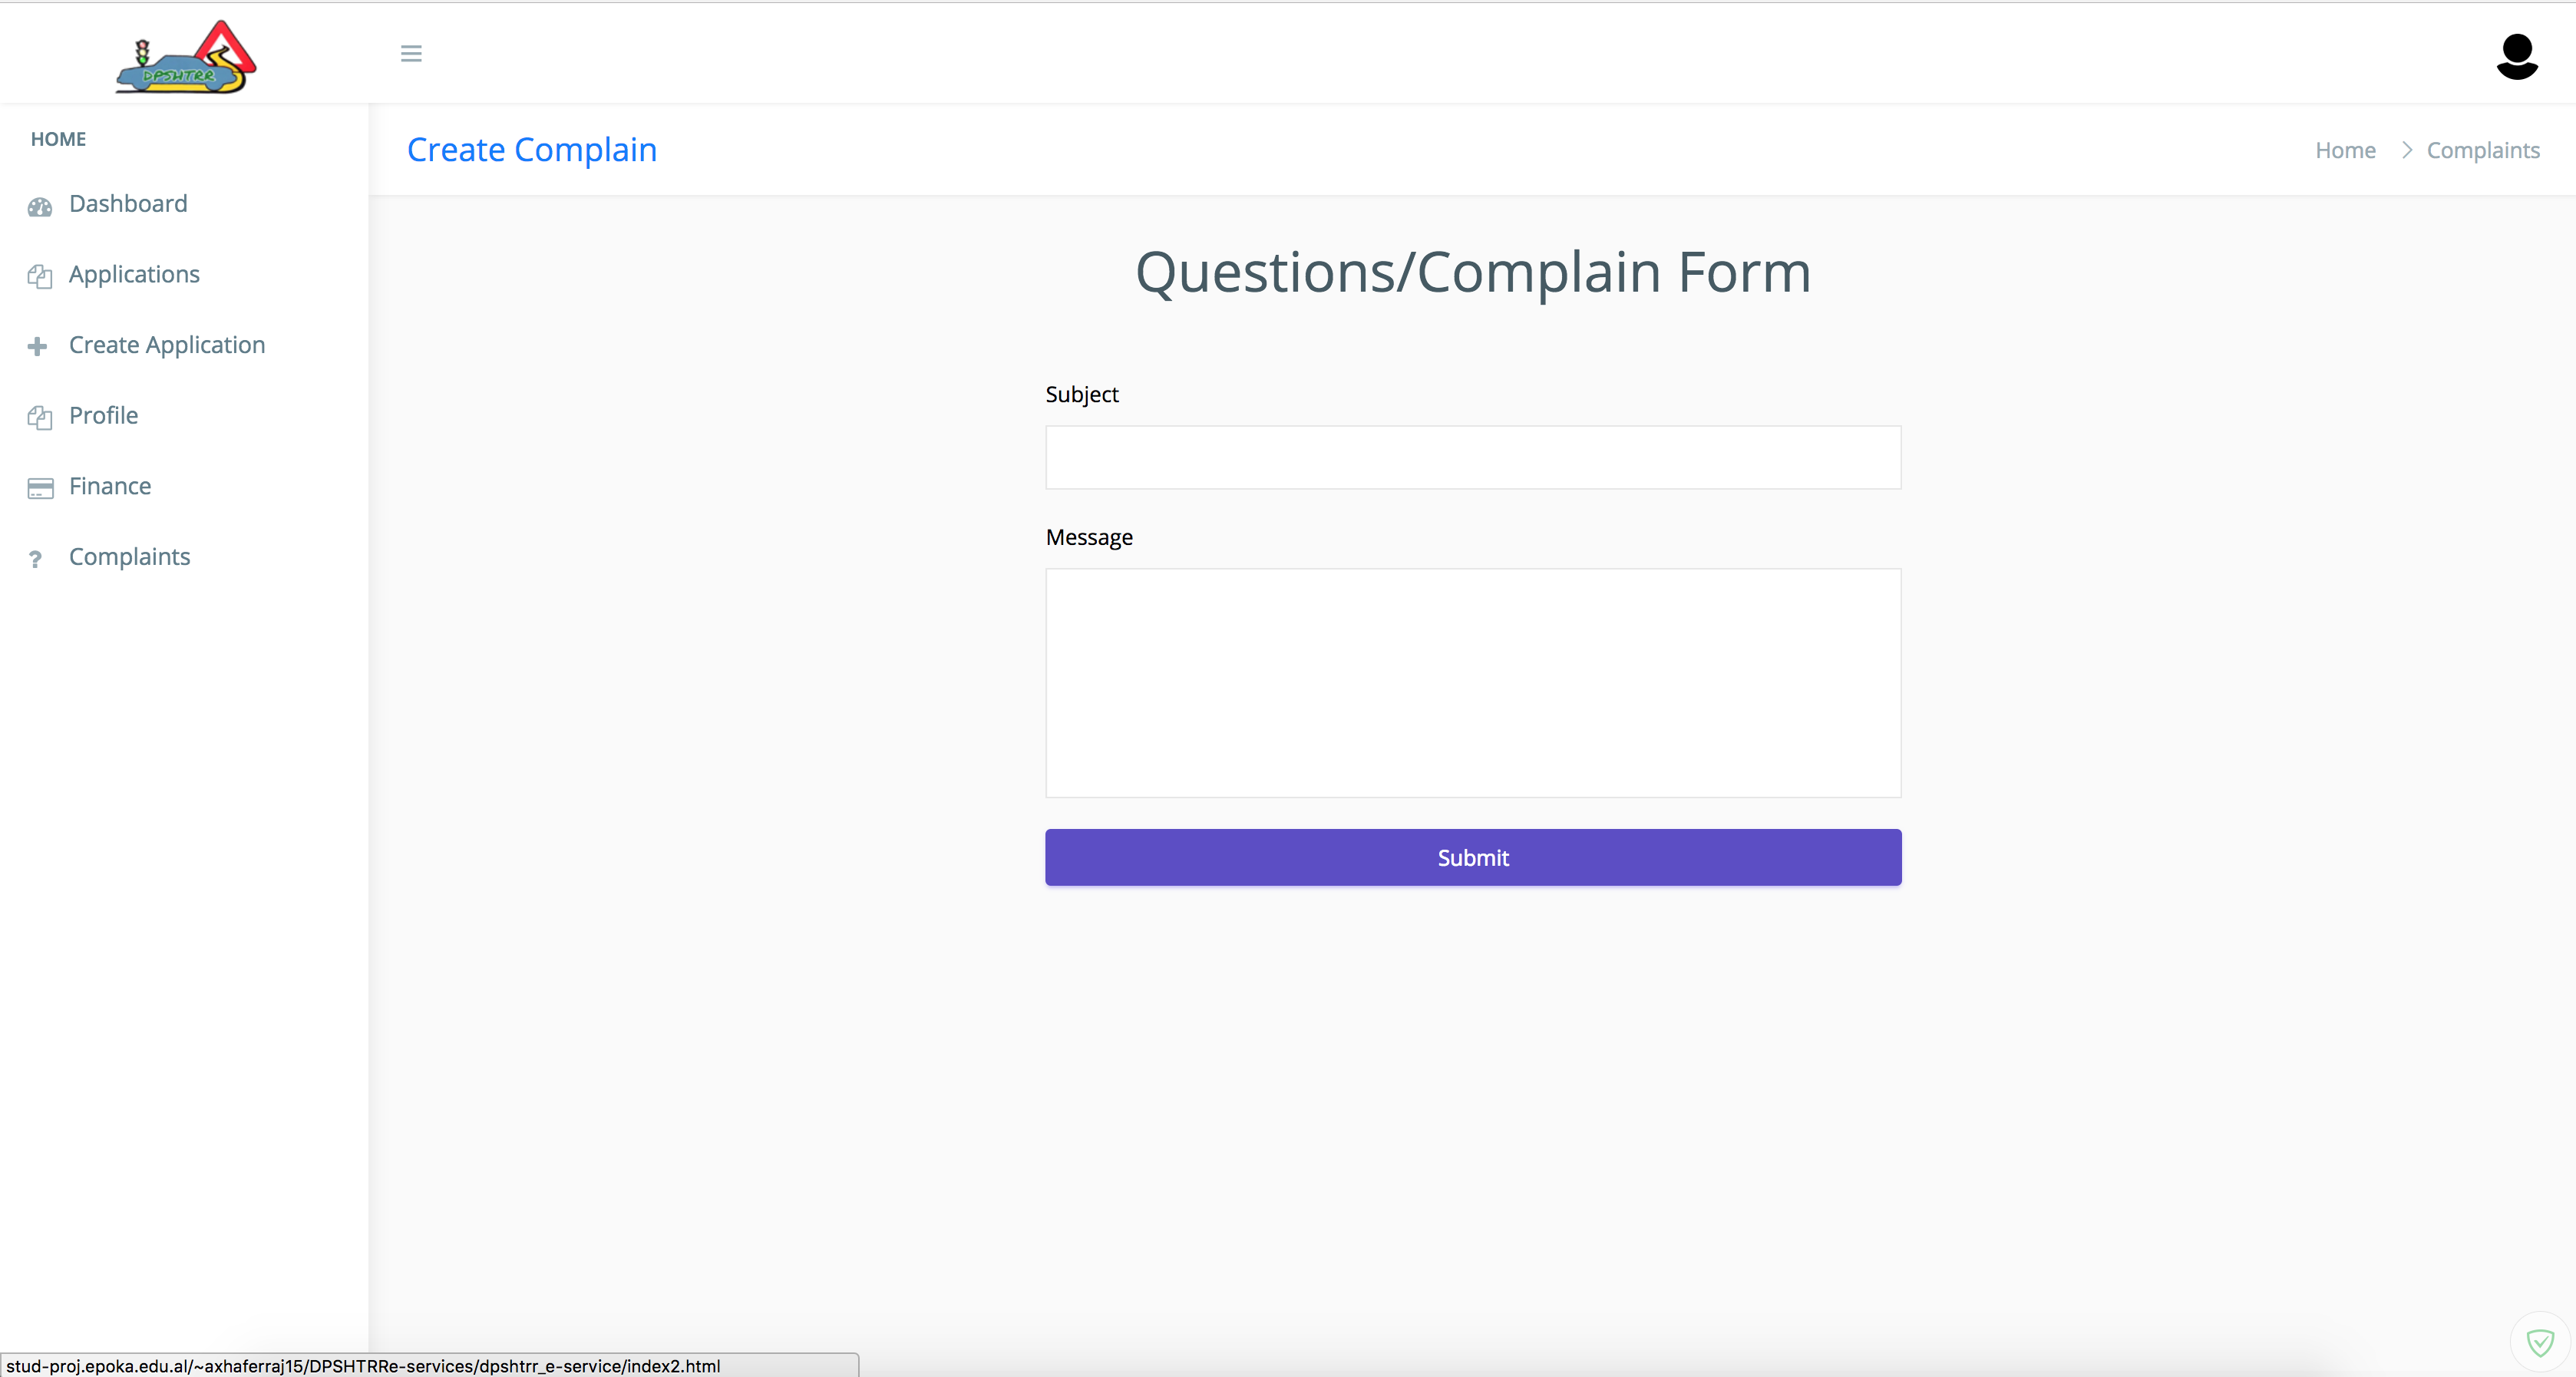 DPSHTRR
HOME
Dashboard
Applications
Create Application
Profile
Finance
Complaints
Create Complain
Home > Complaints
Questions/Complain Form
Subject
Message
Submit
stud-proj.epoka.edu.al/~axhaferraj15/DPSHTRRe-services/dpshtrr_e-service/index2.html